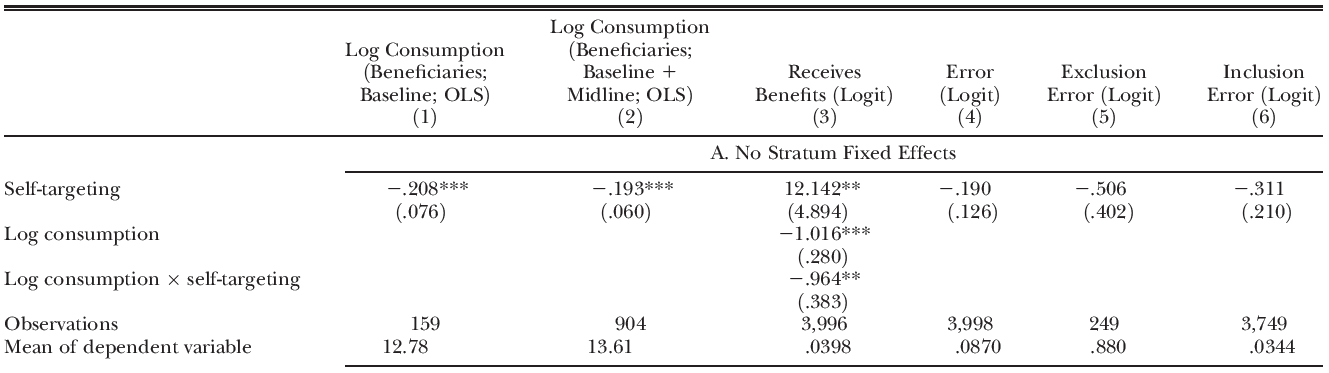 Log Consumption (Beneficiaries; Baseline; OLS) (1) Log Consumption (Beneficiaries; Baseline + Midline; OLS) (2) Receives Benefits (Logit) (3) Error (Logit) (4) Exclusion Error (Logit) (5) Inclusion Error (Logit) (6)
A. No Stratum Fixed Effects
Self-targeting −.208*** −.193*** 12.142** −.190 −.506 −.311
(.076) (.060) (4.894) (.126) (.402) (.210)
Log consumption −1.016***
(.280)
Log consumption × self-targeting −.964**
(.383)
Observations 159 904 3,996 3,998 249 3,749
Mean of dependent variable 12.78 13.61 .0398 .0870 .880 .0344